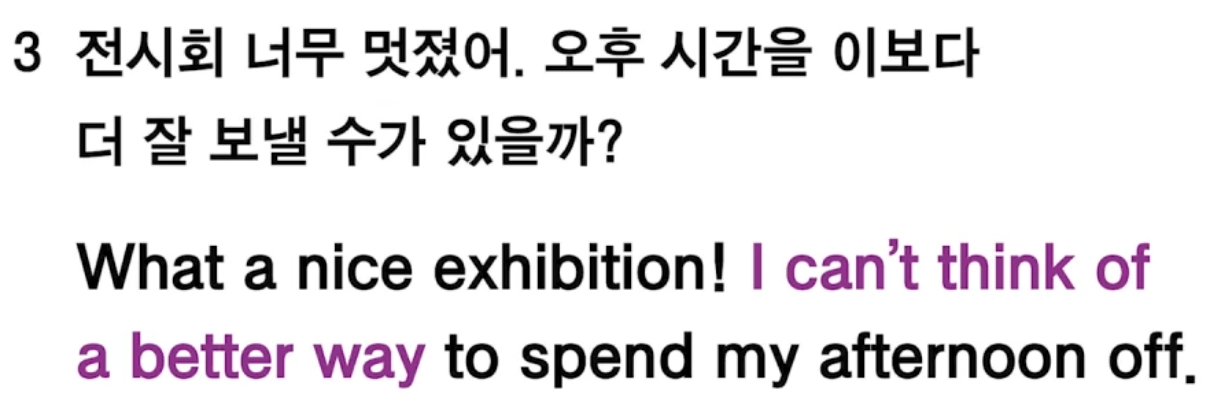 3 전시회 너무 멋졌어. 오후 시간을 이보다
더 잘 보낼 수가 있을까?
What a nice exhibition! I can't think of
a better way to spend my afternoon off.